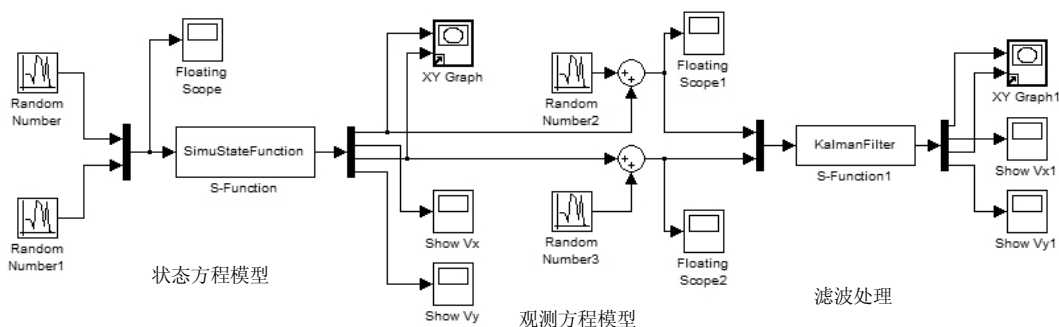 Random
Number
Floating
Scope
SimuStateFunction
S-Function
Random
Number1
状态方程模型
XY Graph
Show Vx
Show Vy
Random
Number2
Floating
Scope1
Random
Number3
Floating
Scope2
观测方程模型
KalmanFilter
S-Function1
XY Graph1
Show Vx1
Show Vy1
滤波处理